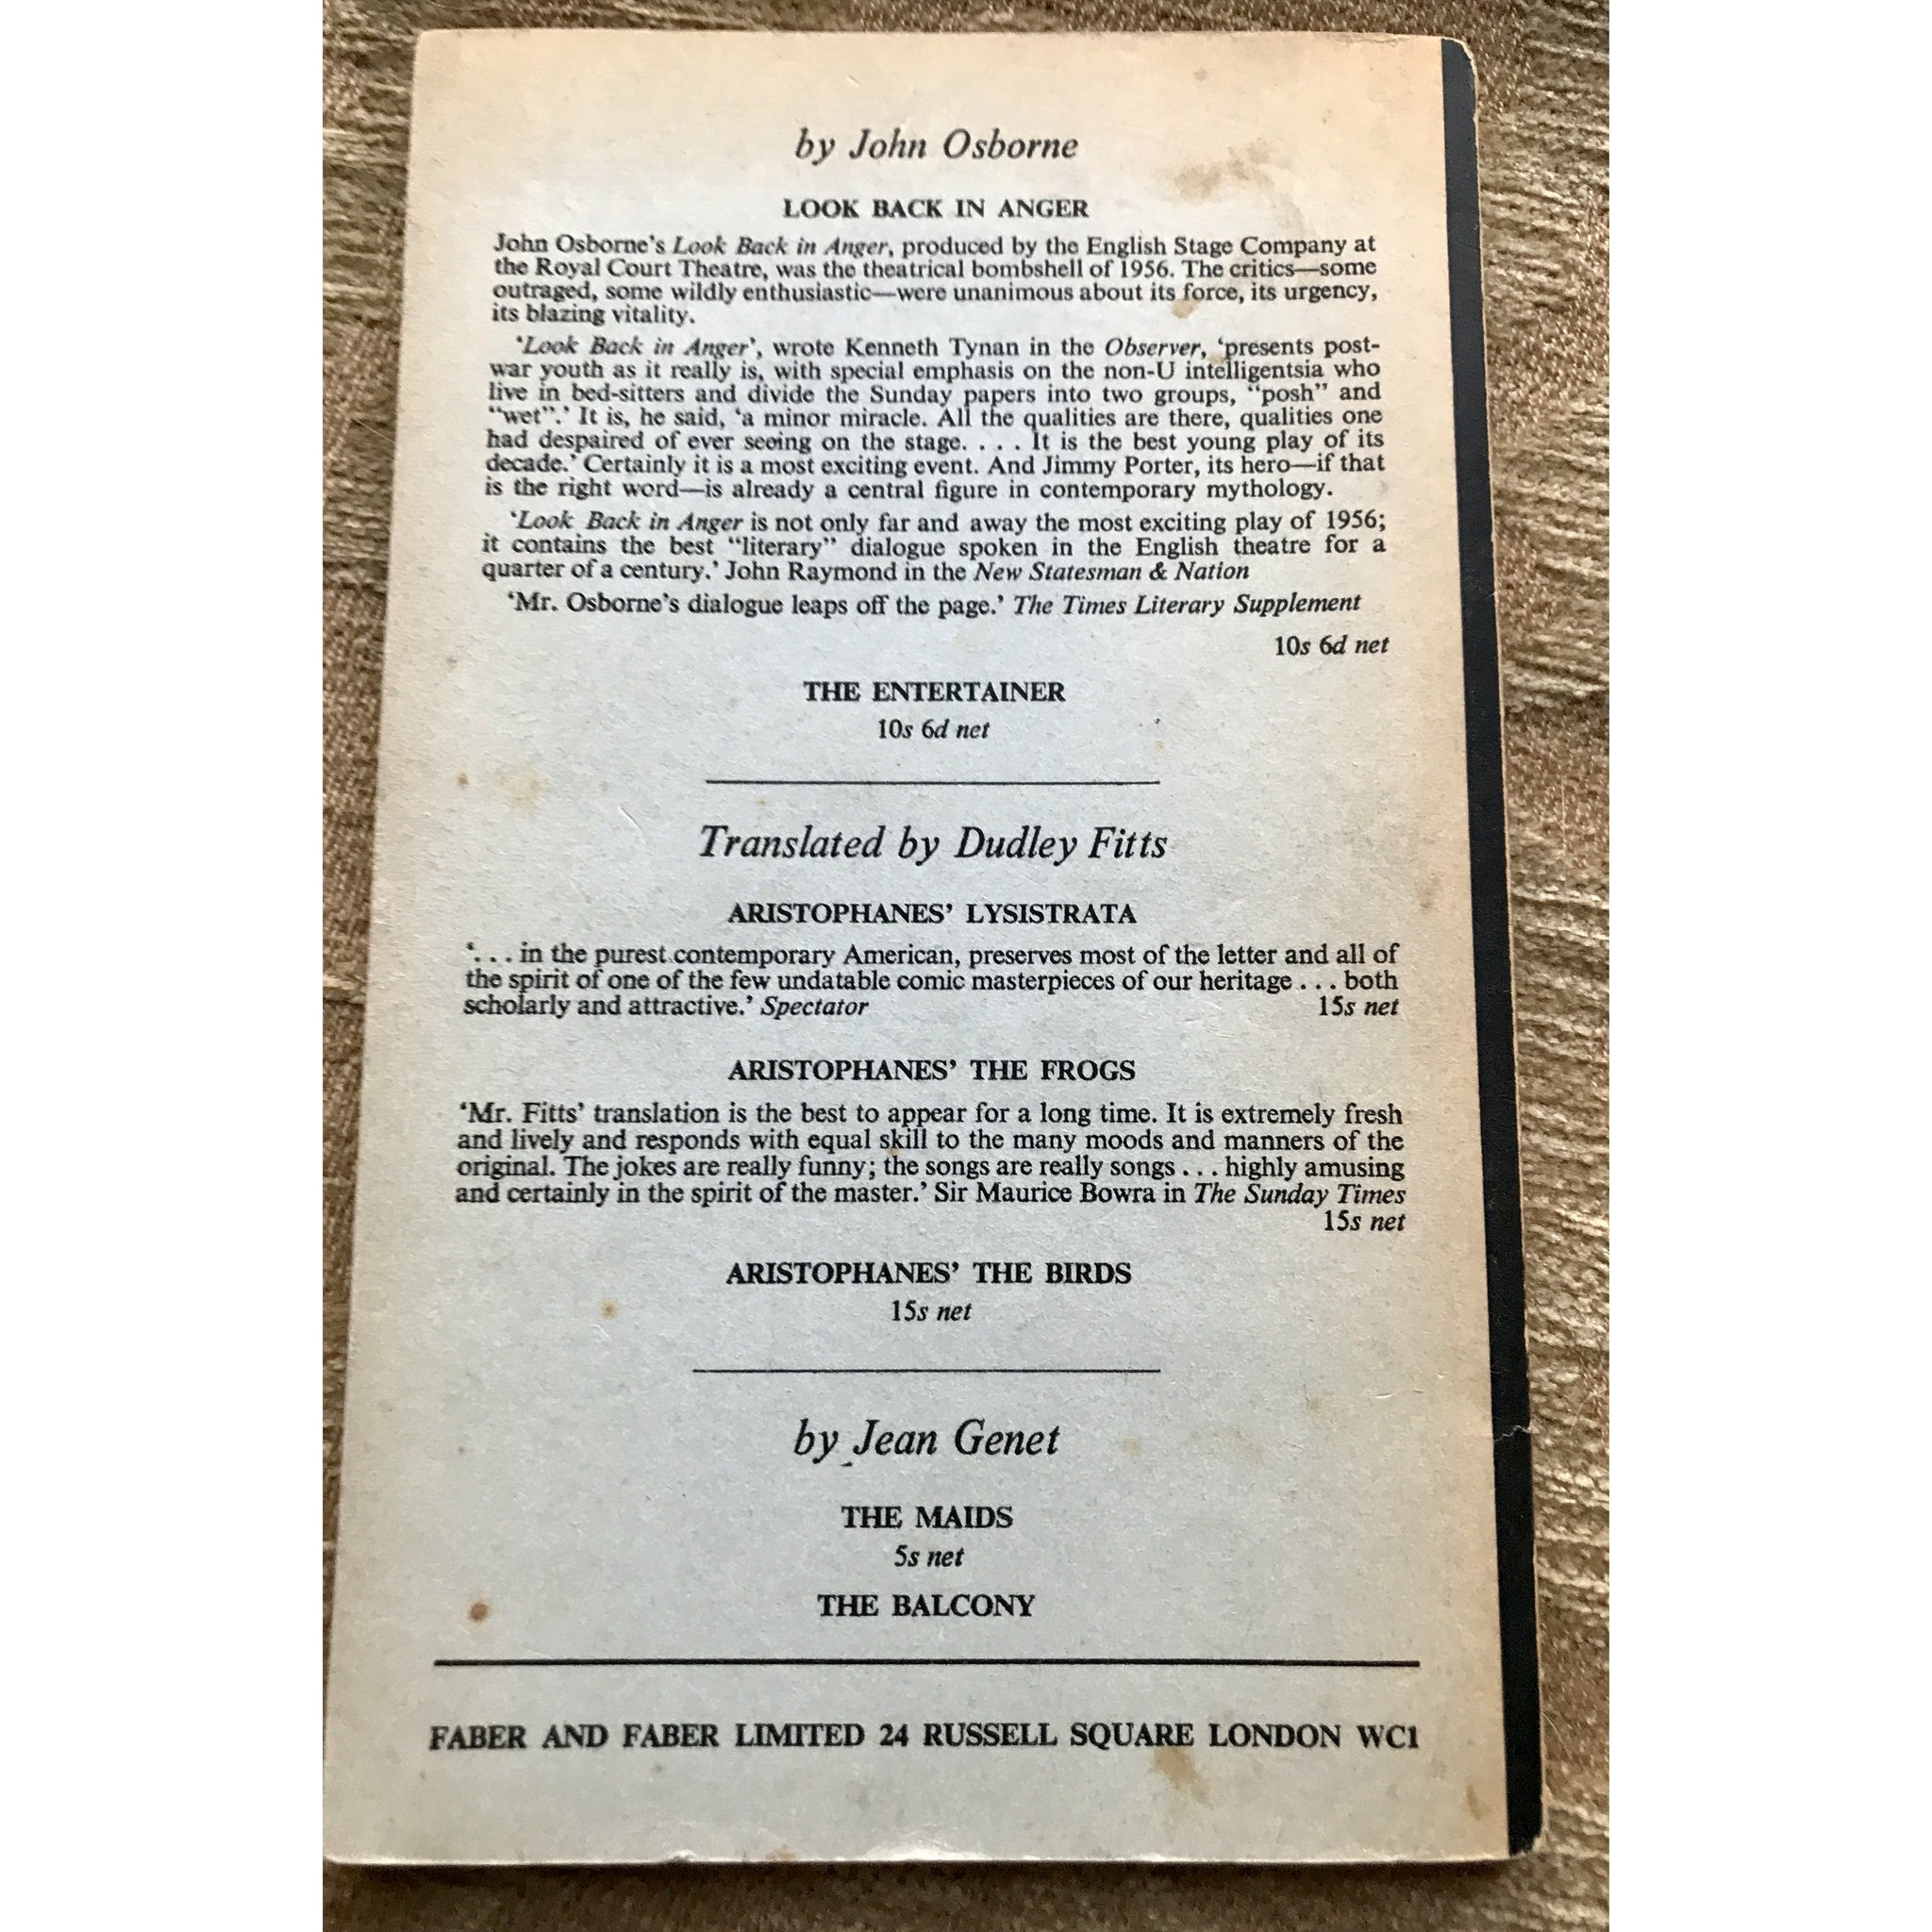 by John Osborne
LOOK BACK IN ANGER
John Osborne's Look Back in Anger, produced by the English Stage Company at
the Royal Court Theatre, was the theatrical bombshell of 1956. The critics—some
outraged, some wildly enthusiastic—were unanimous about its force, its urgency,
its blazing vitality.
‘Look Back in Anger’, wrote Kenneth Tynan in the Observer, ‘presents post-
war youth as it really is, with special emphasis on the non-U intelligentsia who
live in bed-sitters and divide the Sunday papers into two groups, “posh” and
“wet”.’ It is, he said, ‘a minor miracle. All the qualities are there, qualities one
had despaired of ever seeing on the stage. . . . It is the best young play of its
decade.’ Certainly it is a most exciting event. And Jimmy Porter, its hero—if that
is the right word—is already a central figure in contemporary mythology.
‘Look Back in Anger is not only far and away the most exciting play of 1956;
it contains the best “literary” dialogue spoken in the English theatre for a
quarter of a century.’ John Raymond in the New Statesman & Nation
‘Mr. Osborne’s dialogue leaps off the page.’ The Times Literary Supplement
10s 6d net
THE ENTERTAINER
10s 6d net
Translated by Dudley Fitts
ARISTOPHANES’ LYSISTRATA
‘. . . in the purest contemporary American, preserves most of the letter and all of
the spirit of one of the few undatable comic masterpieces of our heritage . . . both
scholarly and attractive.’ Spectator 15s net
ARISTOPHANES’ THE FROGS
‘Mr. Fitts’ translation is the best to appear for a long time. It is extremely fresh
and lively and responds with equal skill to the many moods and manners of the
original. The jokes are really funny; the songs are really songs . . . highly amusing
and certainly in the spirit of the master.’ Sir Maurice Bowra in The Sunday Times
15s net
ARISTOPHANES’ THE BIRDS
15s net
by Jean Genet
THE MAIDS
5s net
THE BALCONY
FABER AND FABER LIMITED 24 RUSSELL SQUARE LONDON WC1